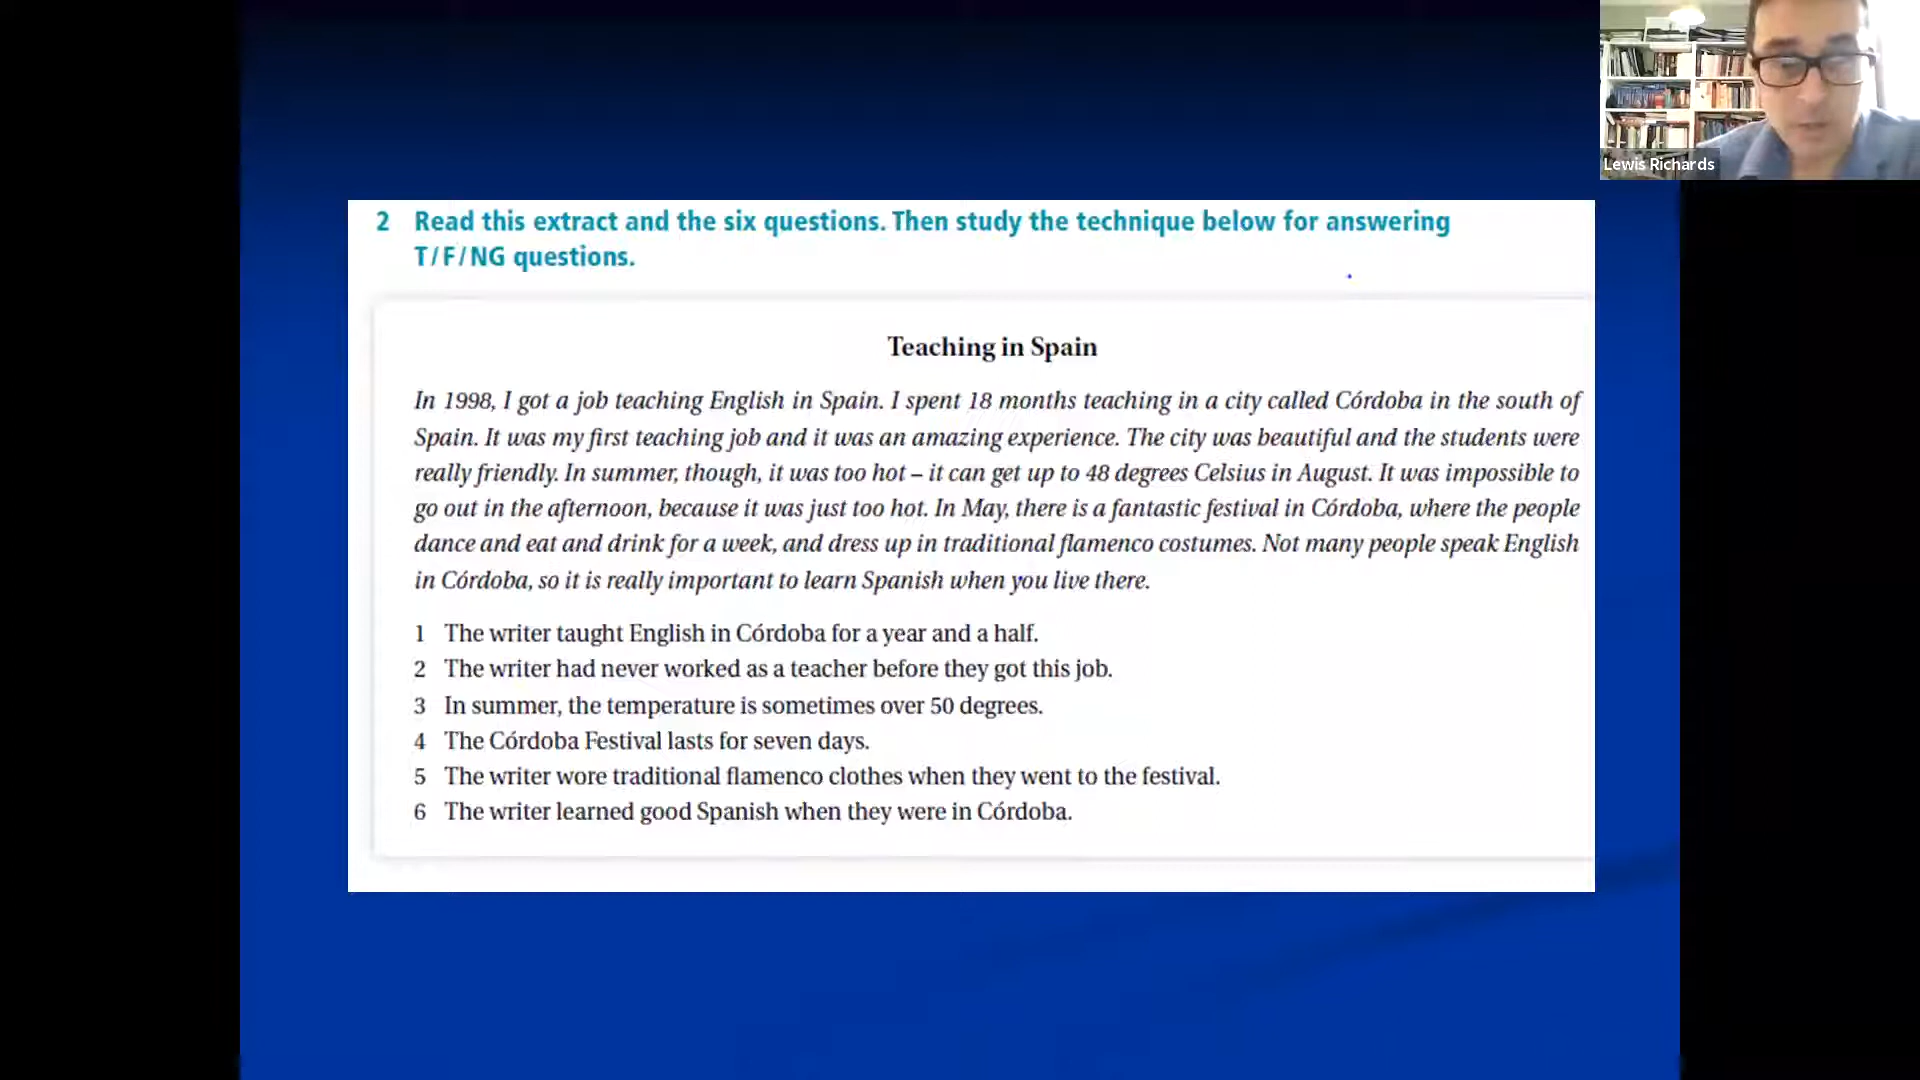 Lewis Richards
2 Read this extract and the six questions. Then study the technique below for answering
T/F/NG questions.
Teaching in Spain
In 1998, I got a job teaching English in Spain. I spent 18 months teaching in a city called Córdoba in the south of
Spain. It was my first teaching job and it was an amazing experience. The city was beautiful and the students were
really friendly. In summer, though, it was too hot – it can get up to 48 degrees Celsius in August. It was impossible to
go out in the afternoon, because it was just too hot. In May, there is a fantastic festival in Córdoba, where the people
dance and eat and drink for a week, and dress up in traditional flamenco costumes. Not many people speak English
in Córdoba, so it is really important to learn Spanish when you live there.
1 The writer taught English in Córdoba for a year and a half.
2 The writer had never worked as a teacher before they got this job.
3 In summer, the temperature is sometimes over 50 degrees.
4 The Córdoba Festival lasts for seven days.
5 The writer wore traditional flamenco clothes when they went to the festival.
6 The writer learned good Spanish when they were in Córdoba.